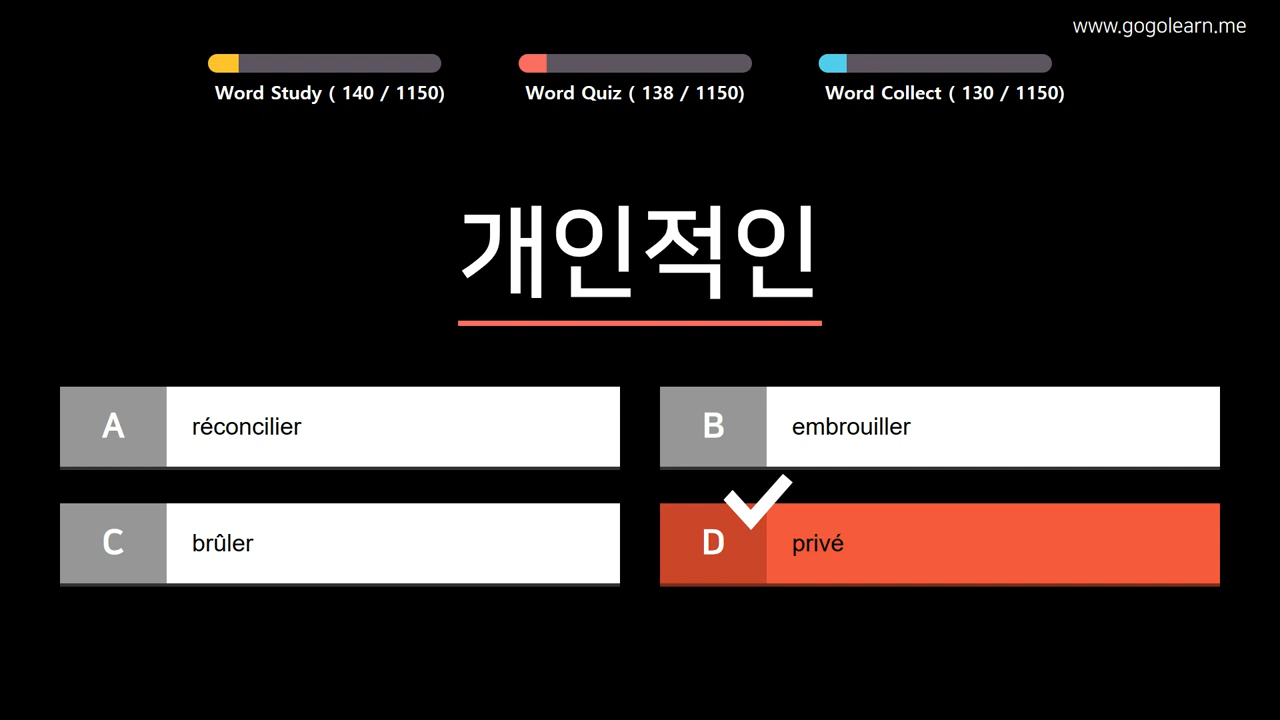 www.gogolearn.me
Word Study ( 140 / 1150)
Word Quiz ( 138 / 1150)
Word Collect ( 130 / 1150)
개인적인
A réconcilier
B embrouiller
C brûler
D privé